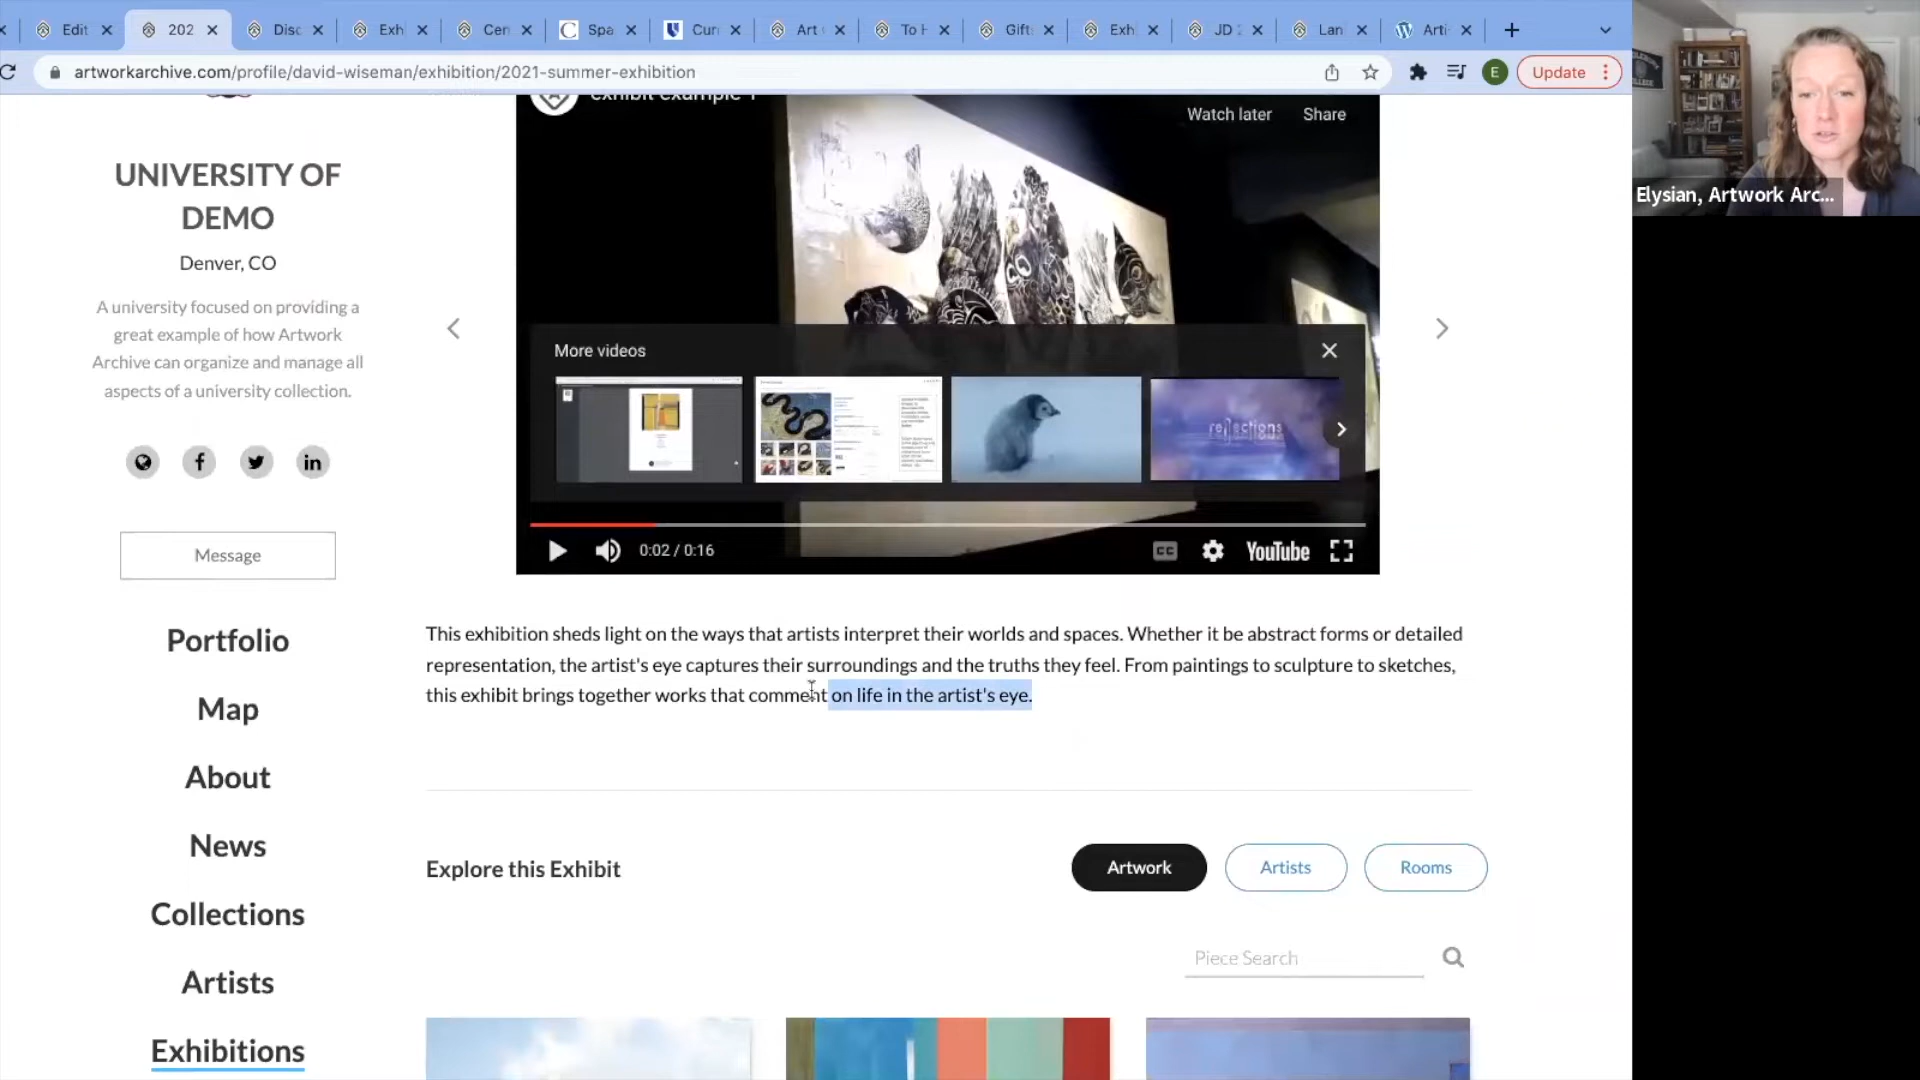 Edit
202
Disc
Exh
Cen
Spa
Curr
Art
To H
Gift
Exh
JD
Lan
Arti
artworkarchive.com/profile/david-wiseman/exhibition/2021-summer-exhibition
E
Update
Elysian, Artwork Arc...
exhibit example 1
Watch later
Share
UNIVERSITY OF
DEMO
Denver, CO
A university focused on providing a
great example of how Artwork
Archive can organize and manage all
aspects of a university collection.
Message
Portfolio
Map
About
News
Collections
Artists
Exhibitions
More videos
reflections
0:02 / 0:16
CC
YouTube
This exhibition sheds light on the ways that artists interpret their worlds and spaces. Whether it be abstract forms or detailed
representation, the artist's eye captures their surroundings and the truths they feel. From paintings to sculpture to sketches,
this exhibit brings together works that comment on life in the artist's eye.
Explore this Exhibit
Artwork
Artists
Rooms
Piece Search